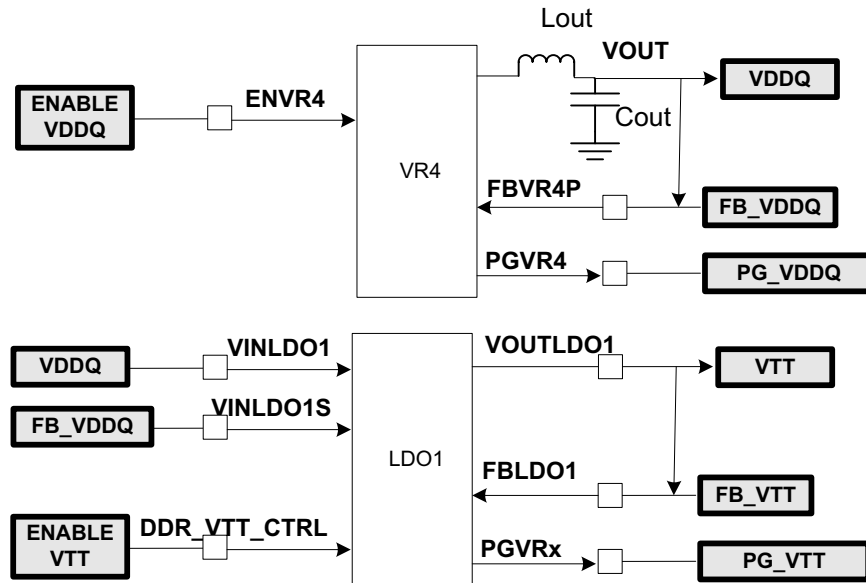 Lout
VOUT
VDDQ
ENABLE
VDDQ
ENVR4
Cout
VR4
FBVR4P
FB_VDDQ
PGVR4
PG_VDDQ
VDDQ
VINLDO1
VOUTLDO1
VTT
FB_VDDQ
VINLDO1S
LDO1
FBLDO1
FB_VTT
ENABLE
VTT
DDR_VTT_CTRL
PGVRx
PG_VTT